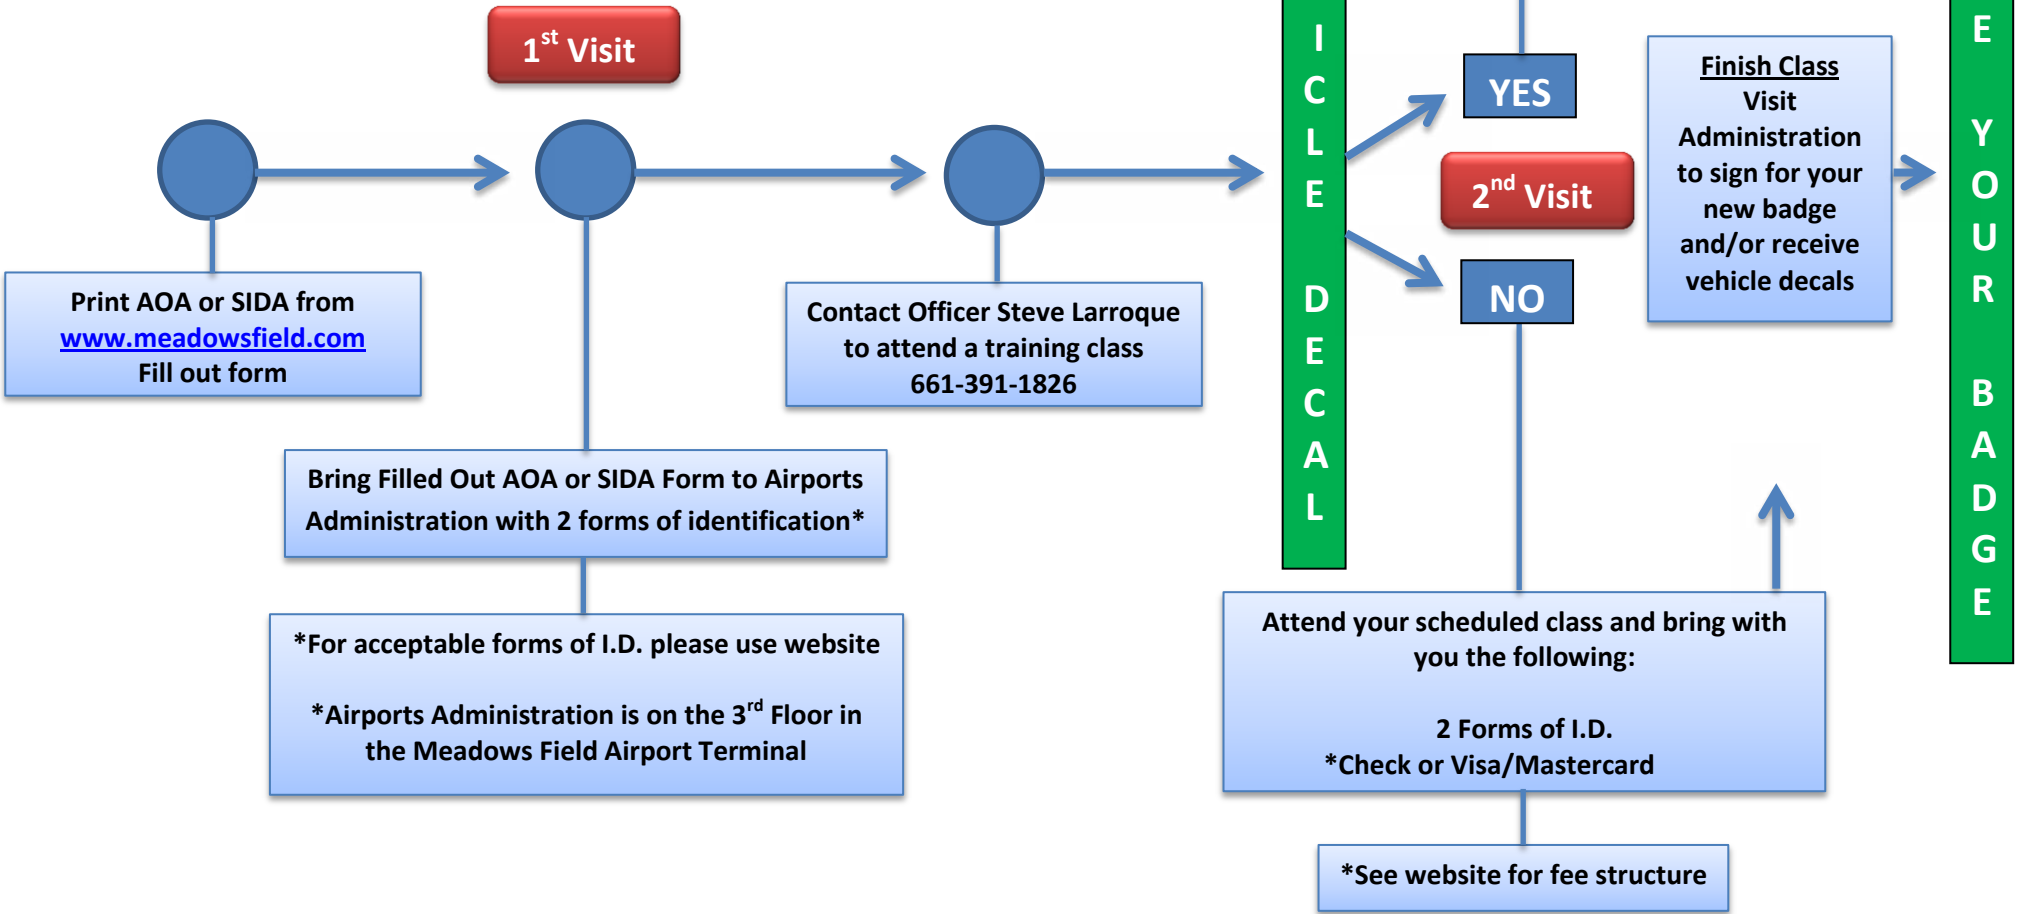 1st Visit
Print AOA or SIDA from
www.meadowsfield.com
Fill out form
Bring Filled Out AOA or SIDA Form to Airports
Administration with 2 forms of identification*
*For acceptable forms of I.D. please use website
*Airports Administration is on the 3rd Floor in
the Meadows Field Airport Terminal
Contact Officer Steve Larroque
to attend a training class
661-391-1826
I
C
L
E
D
E
C
A
L
YES
2nd Visit
NO
Attend your scheduled class and bring with
you the following:
2 Forms of I.D.
*Check or Visa/Mastercard
*See website for fee structure
Finish Class
Visit
Administration
to sign for your
new badge
and/or receive
vehicle decals
E
Y
O
U
R
B
A
D
G
E